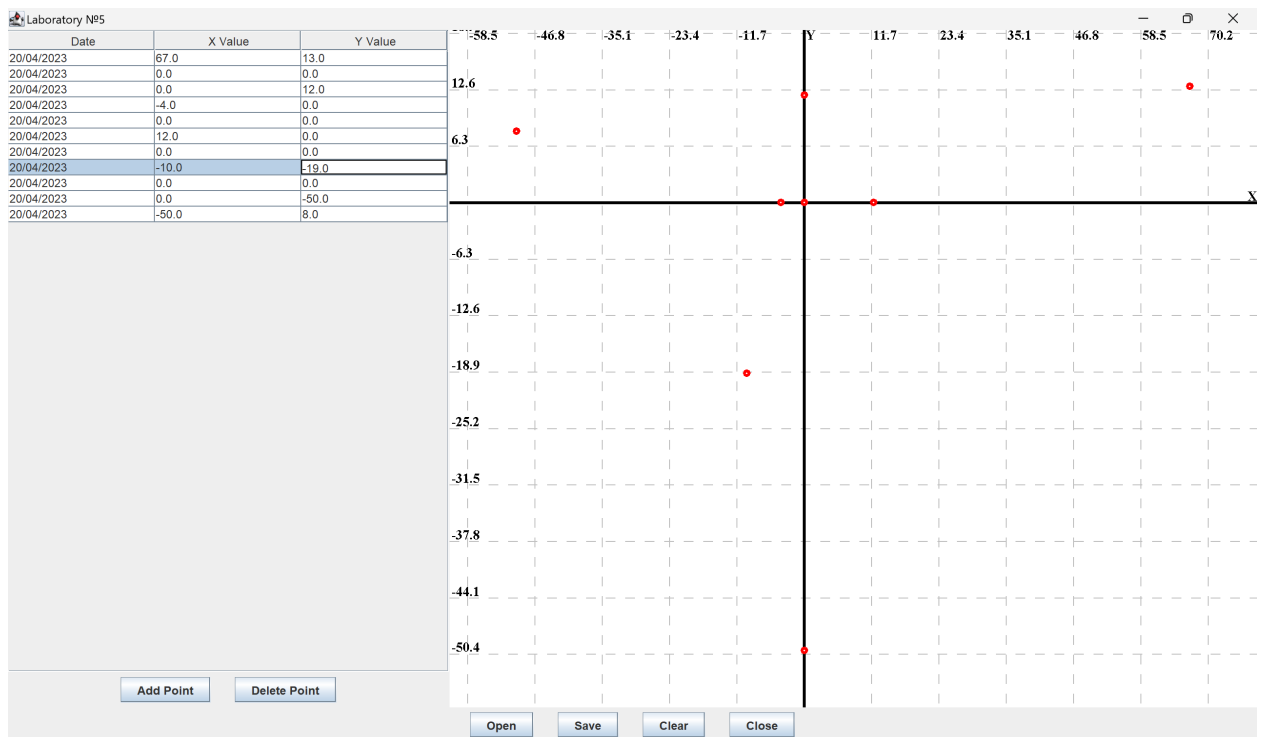 Laboratory №5
Date X Value Y Value
20/04/2023 67.0 13.0
20/04/2023 0.0 0.0
20/04/2023 0.0 12.0
20/04/2023 -4.0 0.0
20/04/2023 0.0 0.0
20/04/2023 12.0 0.0
20/04/2023 0.0 0.0
20/04/2023 -10.0 -19.0
20/04/2023 0.0 0.0
20/04/2023 0.0 -50.0
20/04/2023 -50.0 8.0
Add Point Delete Point
-58.5 -46.8 -35.1 -23.4 -11.7 Y 11.7 23.4 35.1 46.8 58.5 70.2
12.6
6.3
X
-6.3
-12.6
-18.9
-25.2
-31.5
-37.8
-44.1
-50.4
Open Save Clear Close